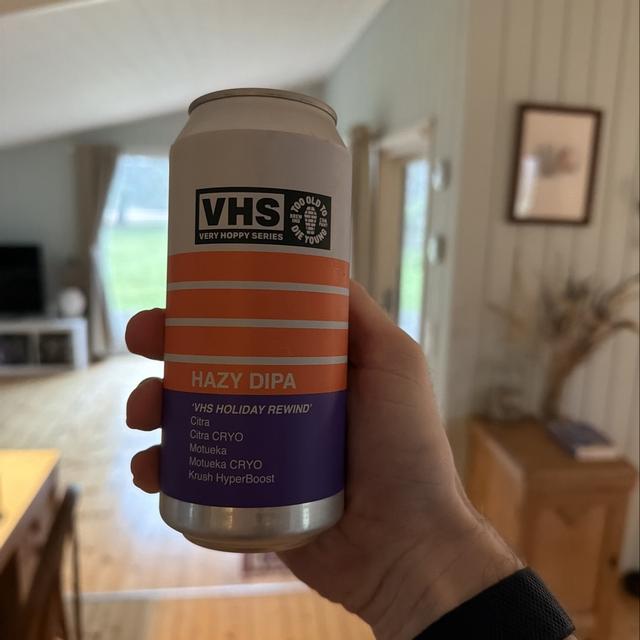 VHS
VERY HOPPY SERIES
TOO OLD TO
DIE YOUNG
HAZY DIPA
'VHS HOLIDAY REWIND'
Citra
Citra CRYO
Motueka
Motueka CRYO
Krush HyperBoost